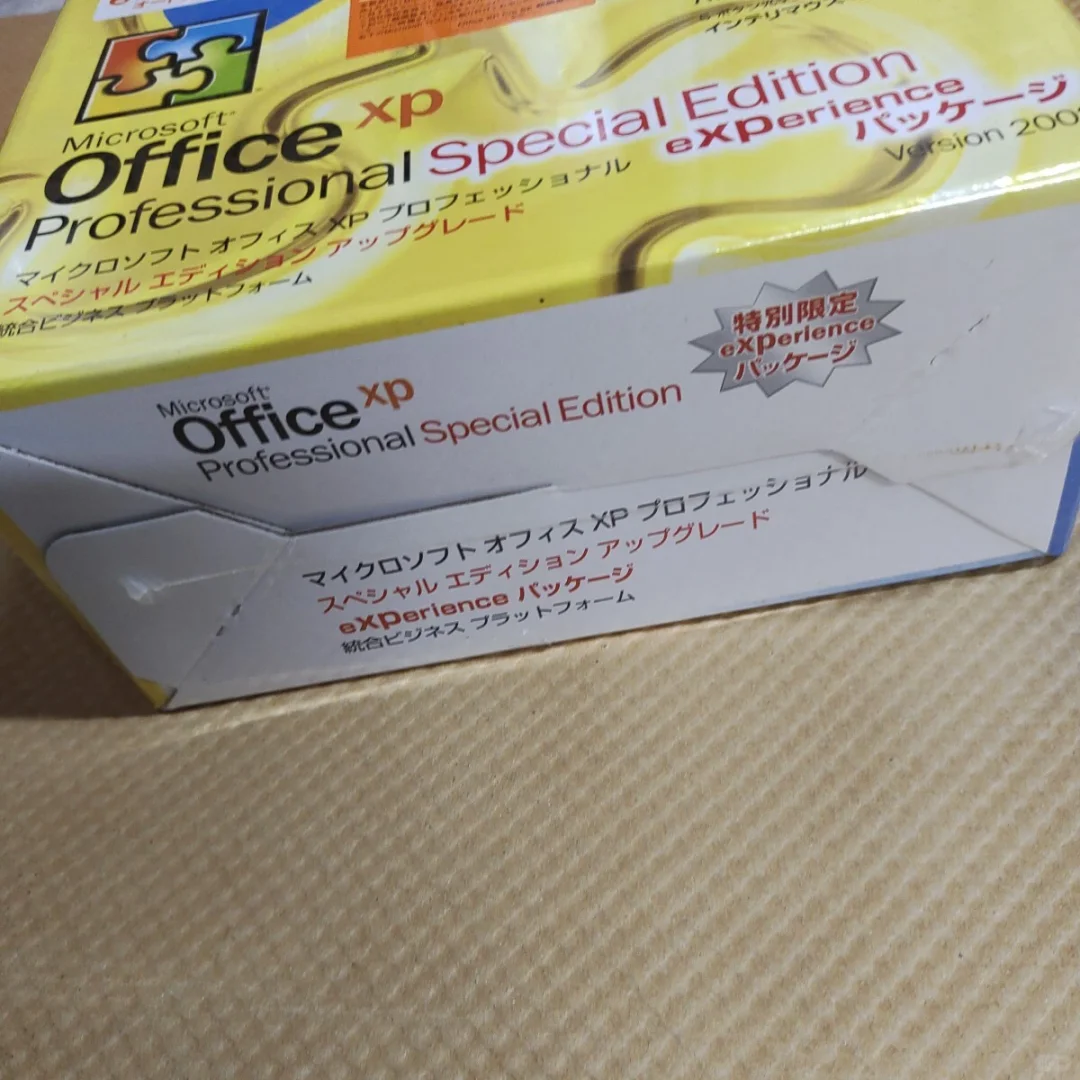 インテリマウス
Microsoft
Office xp
Professional Special Edition
eXperience
パッケージ
マイクロソフト オフィス XP プロフェッショナル
スペシャル エディション アップグレード
統合ビジネス プラットフォーム
Version
特別限定
eXperience
パッケージ
Microsoft
Office xp
Professional Special Edition
マイクロソフト オフィス XP プロフェッショナル
スペシャル エディション アップグレード
eXperience パッケージ
統合ビジネス プラットフォーム